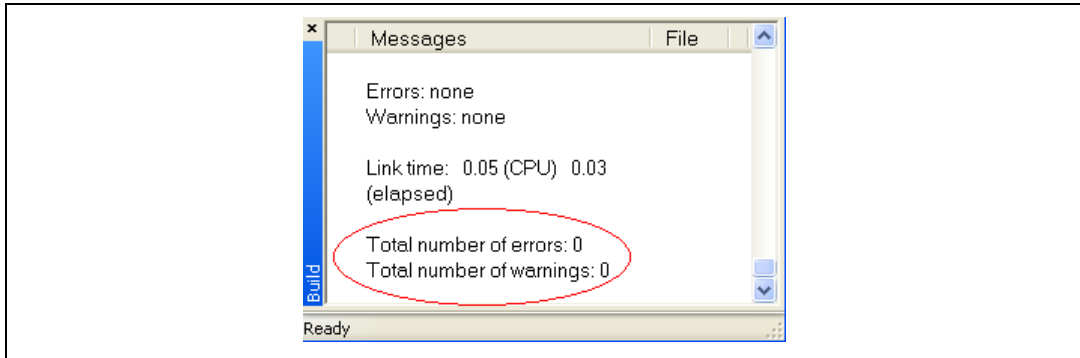 Messages File
Errors: none
Warnings: none
Link time: 0.05 (CPU) 0.03
(elapsed)
Total number of errors: 0
Total number of warnings: 0
Build
Ready